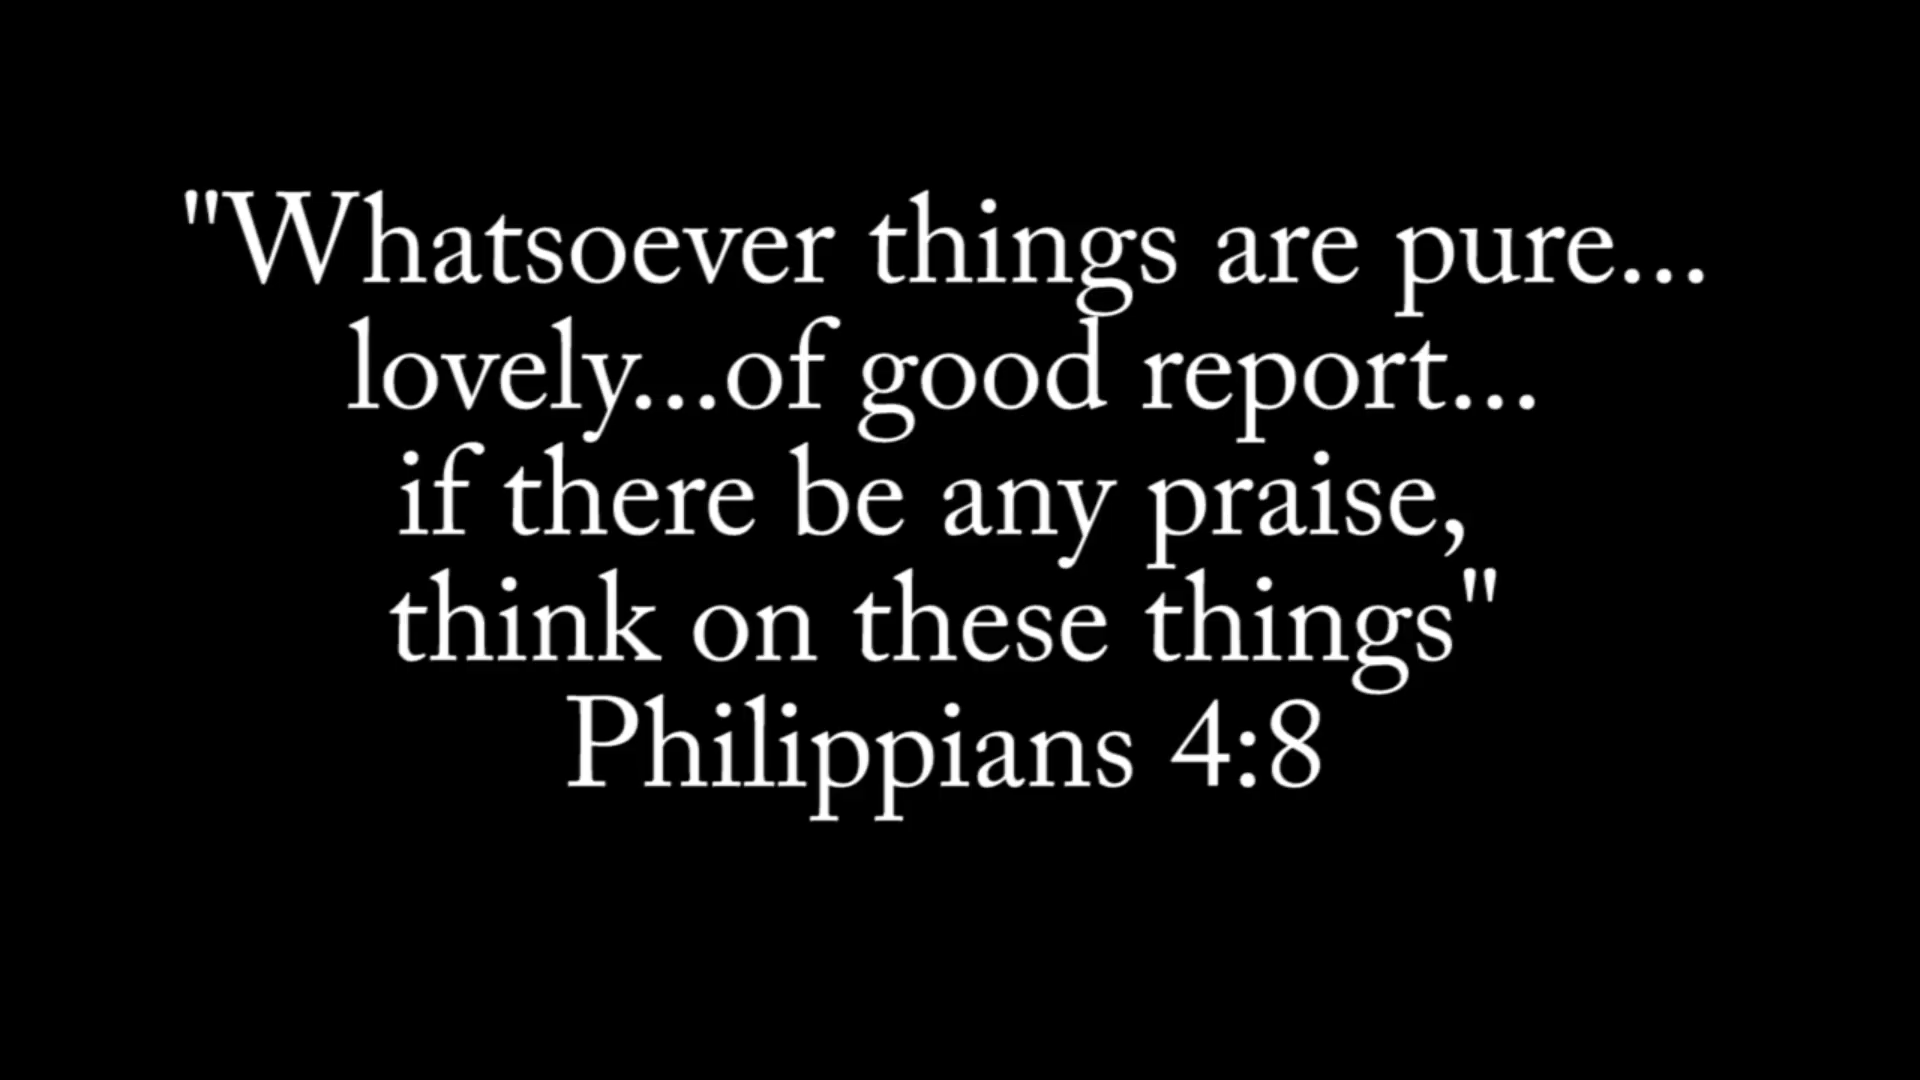 "Whatsoever things are pure...
lovely...of good report...
if there be any praise,
think on these things"
Philippians 4:8